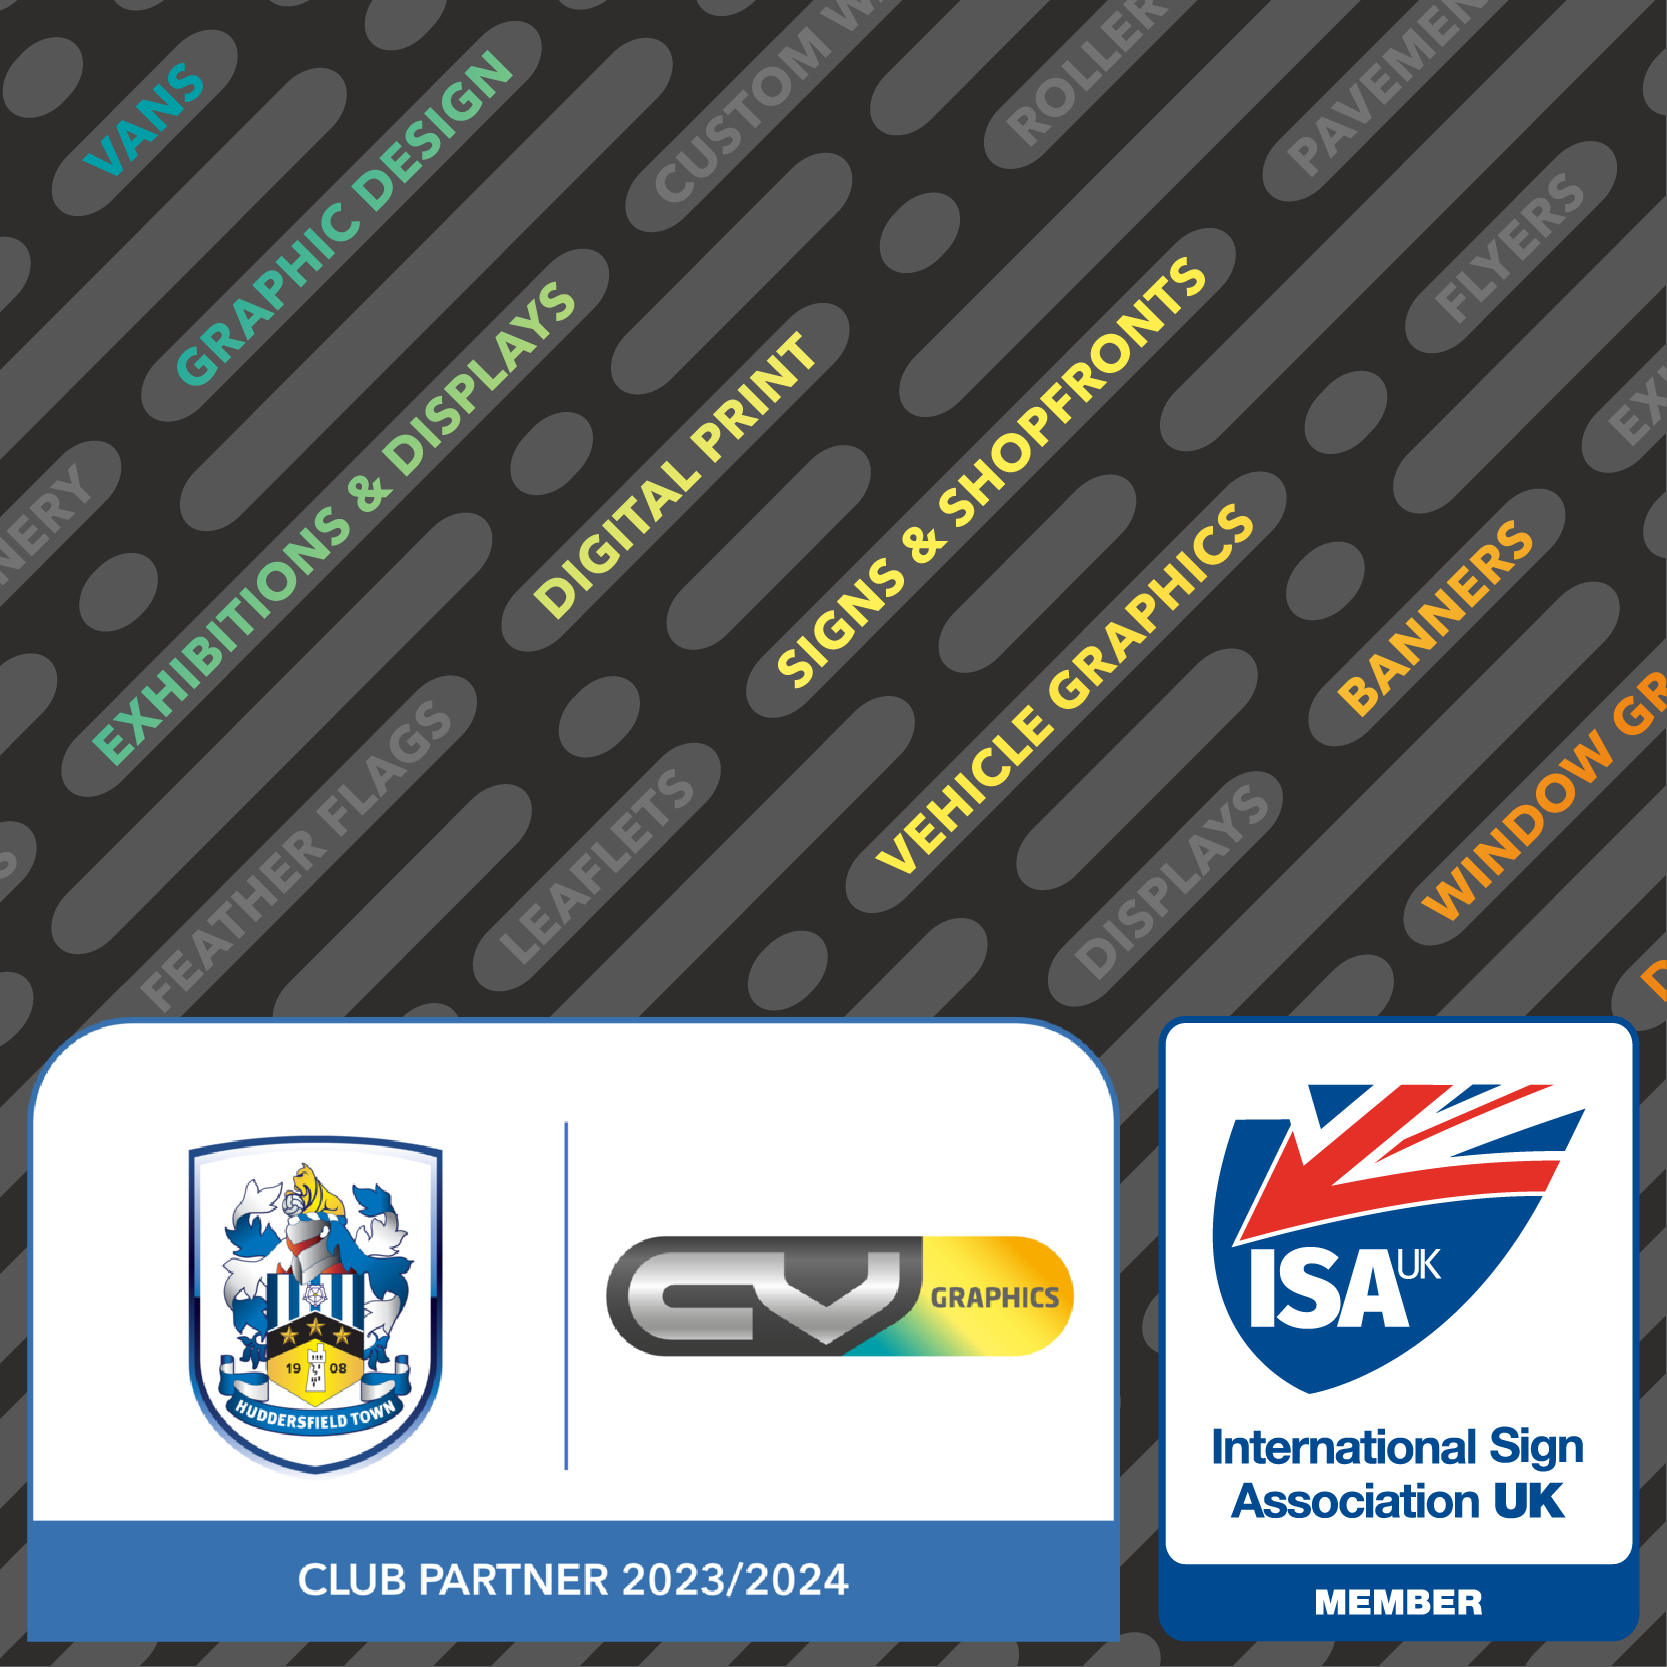 VANS
GRAPHIC DESIGN
CUSTOM
ROLLER
PAVEMEN
FLYERS
EXHIBITIONS & DISPLAYS
DIGITAL PRINT
SIGNS & SHOPFRONTS
NERY
VEHICLE GRAPHICS
BANNERS
WINDOW GR
FEATHER FLAGS
LEAFLETS
DISPLAYS
19 08
HUDDERSFIELD TOWN
CV GRAPHICS
CLUB PARTNER 2023/2024
ISA UK
International Sign
Association UK
MEMBER